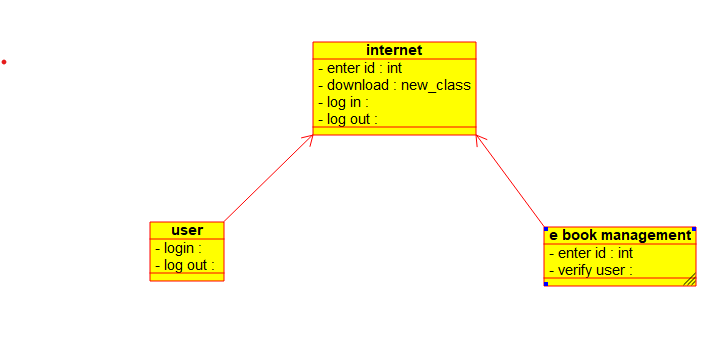 internet
- enter id : int
- download : new_class
- log in :
- log out :
user
- login :
- log out :
e book management
- enter id : int
- verify user :